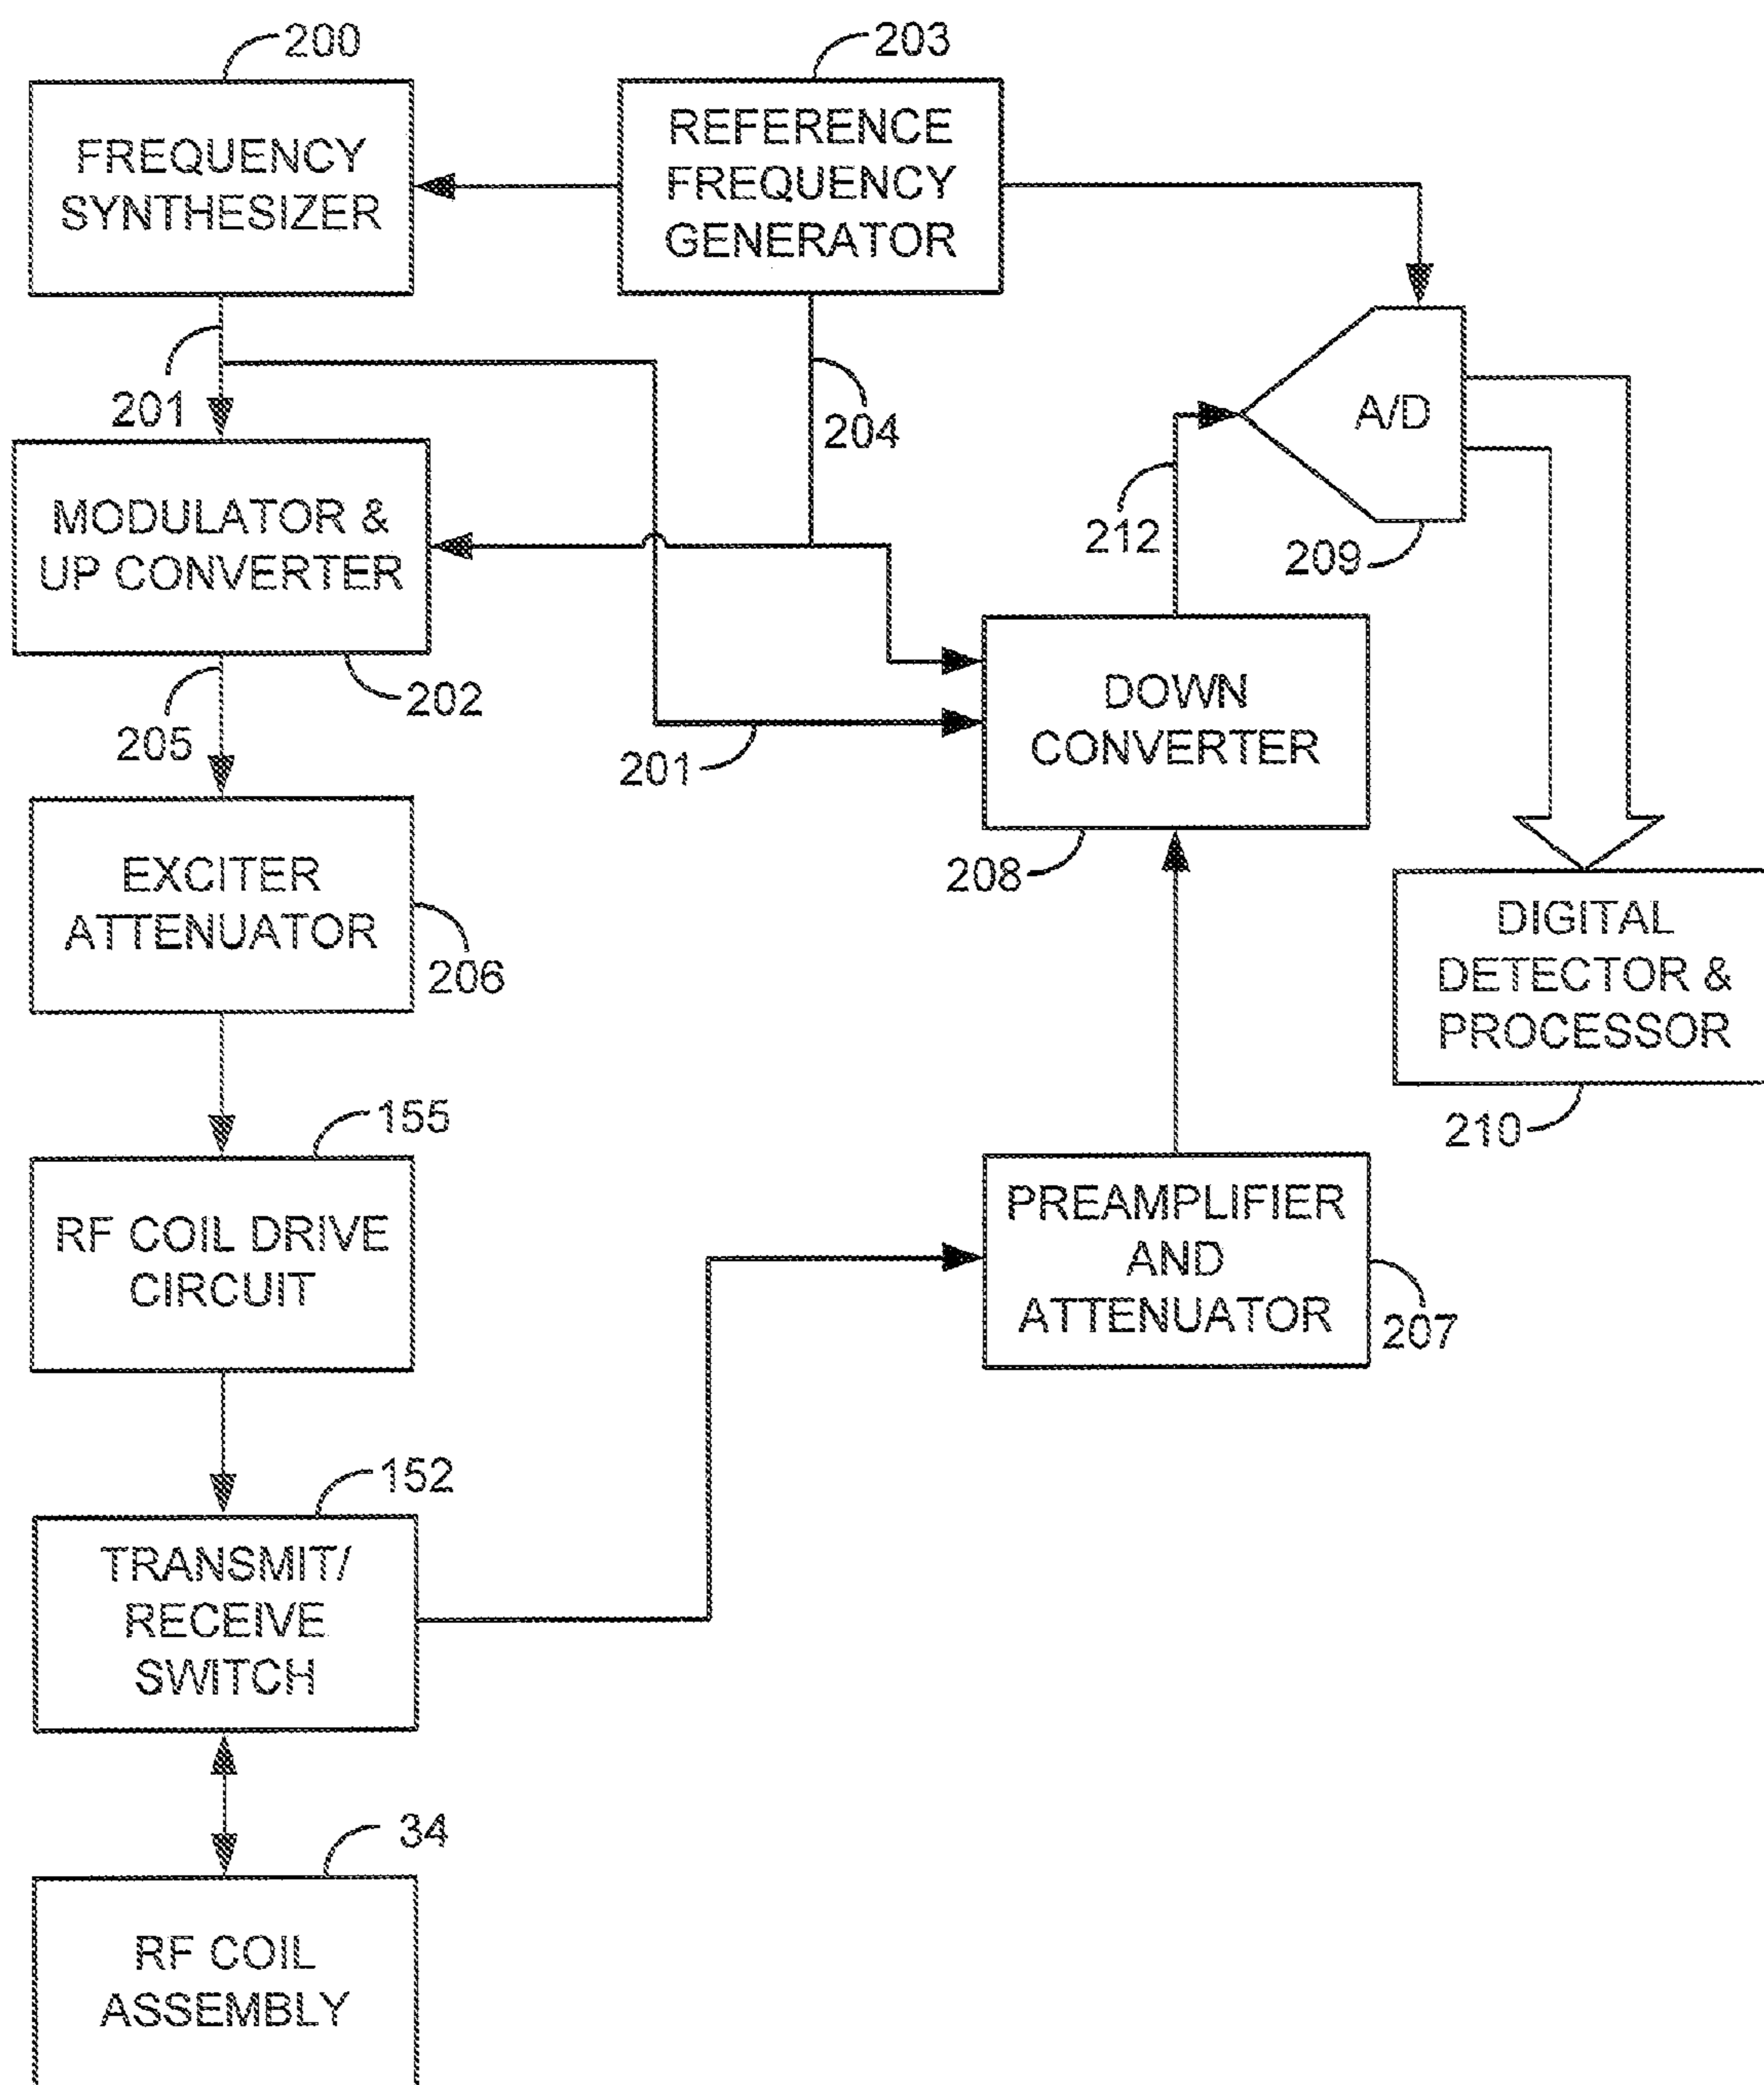 200
203
FREQUENCY
SYNTHESIZER
REFERENCE
FREQUENCY
GENERATOR
201
204
A/D
212
209
MODULATOR &
UP CONVERTER
202
205
201
DOWN
CONVERTER
208
EXCITER
ATTENUATOR
206
DIGITAL
DETECTOR &
PROCESSOR
210
155
RF COIL DRIVE
CIRCUIT
PREAMPLIFIER
AND
ATTENUATOR
207
152
TRANSMIT/
RECEIVE
SWITCH
34
RF COIL
ASSEMBLY